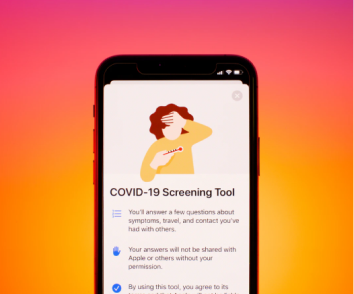 COVID-19 Screening Tool
You'll answer a few questions about
symptoms, travel, and contact you've
had with others.
Your answers will not be shared with
Apple or others without your
permission.
By using this tool, you agree to its